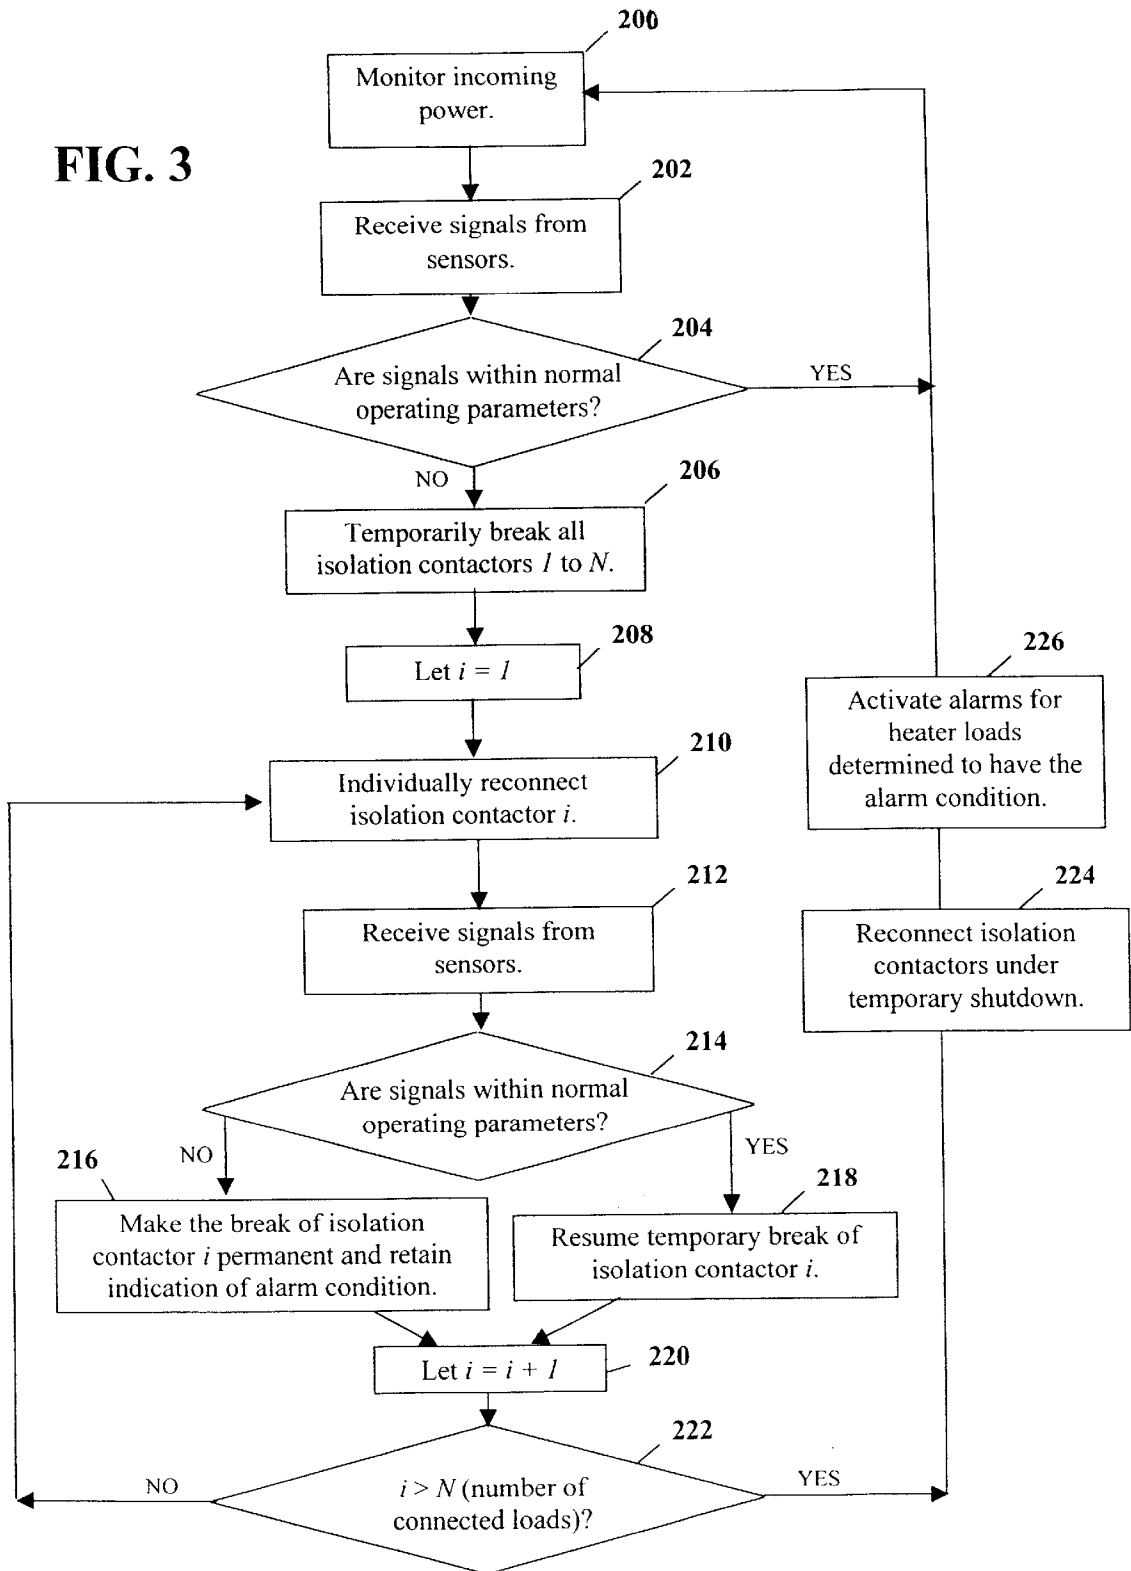 200
Monitor incoming
power.
FIG. 3
202
Receive signals from
sensors.
204
Are signals within normal
operating parameters?
YES
NO
206
Temporarily break all
isolation contactors 1 to N.
208
Let i = 1
226
Activate alarms for
heater loads
determined to have the
alarm condition.
210
Individually reconnect
isolation contactor i.
212
Receive signals from
sensors.
224
Reconnect isolation
contactors under
temporary shutdown.
214
Are signals within normal
operating parameters?
NO
YES
216
Make the break of isolation
contactor i permanent and retain
indication of alarm condition.
218
Resume temporary break of
isolation contactor i.
Let i = i + 1
220
222
i > N (number of
connected loads)?
NO
YES